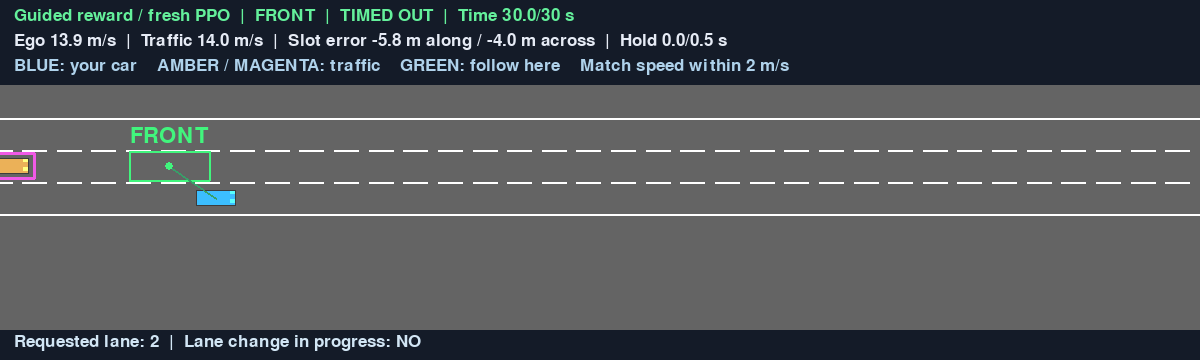 Guided reward / fresh PPO | FRONT | TIMED OUT | Time 30.0/30 s
Ego 13.9 m/s | Traffic 14.0 m/s | Slot error -5.8 m along / -4.0 m across | Hold 0.0/0.5 s
BLUE: your car AMBER / MAGENTA: traffic GREEN: follow here Match speed within 2 m/s
FRONT
Requested lane: 2 | Lane change in progress: NO